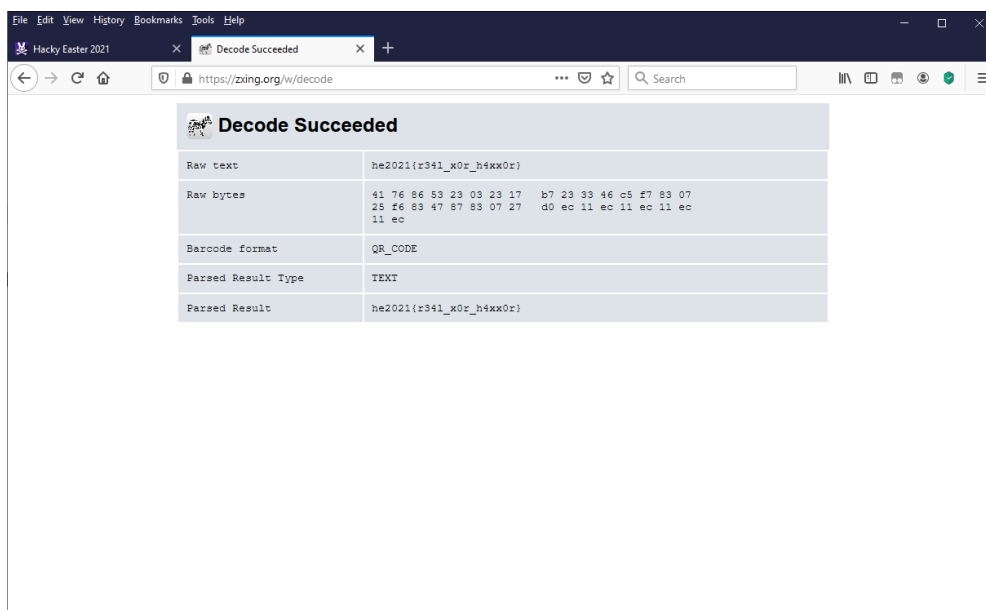 File Edit View History Bookmarks Tools Help
Hacky Easter 2021
Decode Succeeded
https://zxing.org/w/decode
Search
Decode Succeeded
Raw text he2021{r341_x0r_h4xx0r}
Raw bytes 41 76 86 53 23 03 23 17 b7 23 33 46 c5 f7 83 07
25 f6 83 47 87 83 07 27 d0 ec 11 ec 11 ec 11 ec
11 ec
Barcode format QR_CODE
Parsed Result Type TEXT
Parsed Result he2021{r341_x0r_h4xx0r}